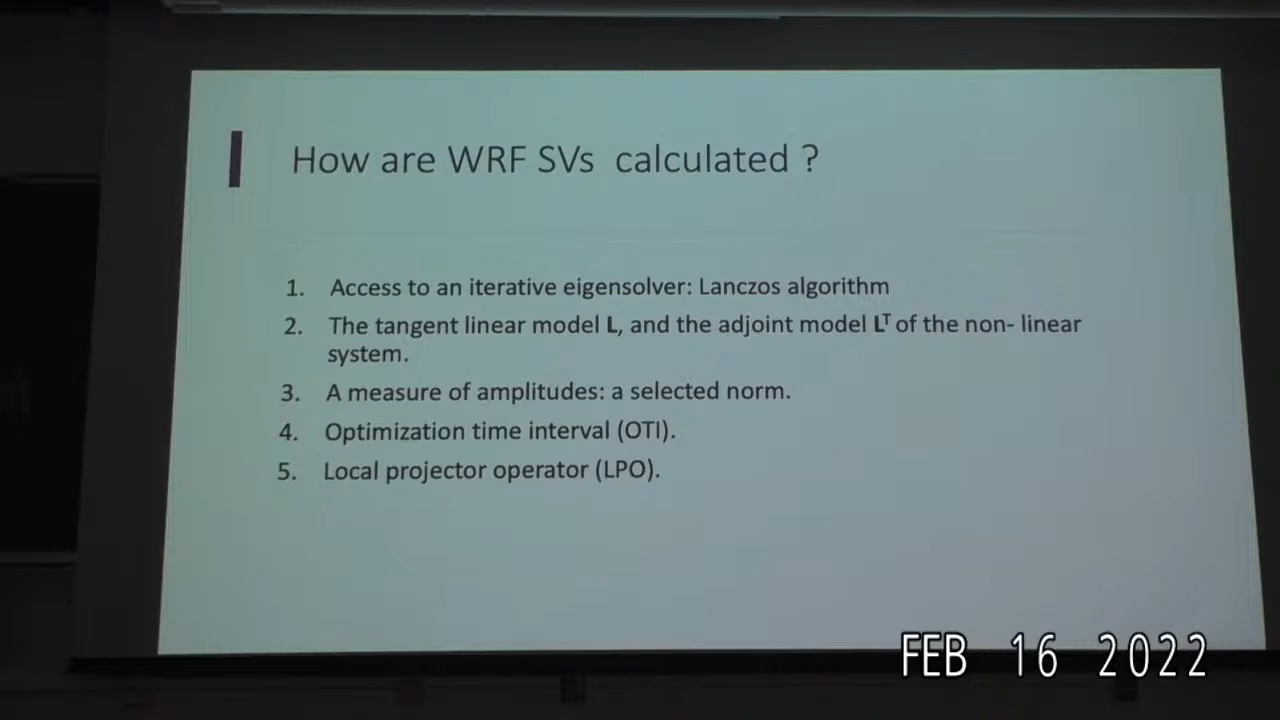 How are WRF SVs calculated ?
1. Access to an iterative eigensolver: Lanczos algorithm
2. The tangent linear model L, and the adjoint model Lᵀ of the non- linear
system.
3. A measure of amplitudes: a selected norm.
4. Optimization time interval (OTI).
5. Local projector operator (LPO).
FEB 16 2022